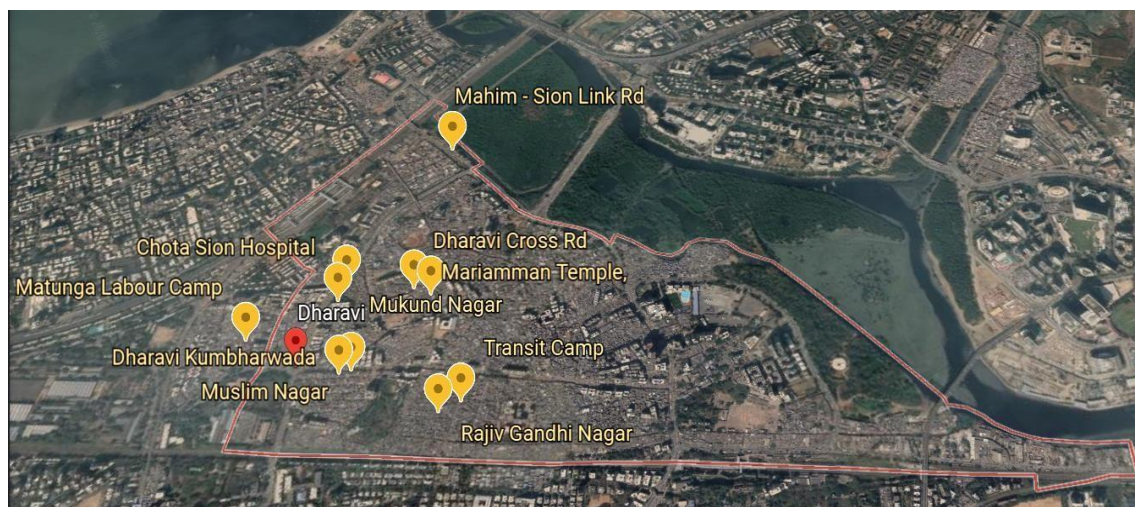 Mahim - Sion Link Rd
Chota Sion Hospital
Dharavi Cross Rd
Matunga Labour Camp
Mariamman Temple,
Dharavi
Mukund Nagar
Dharavi Kumbharwada
Transit Camp
Muslim Nagar
Rajiv Gandhi Nagar